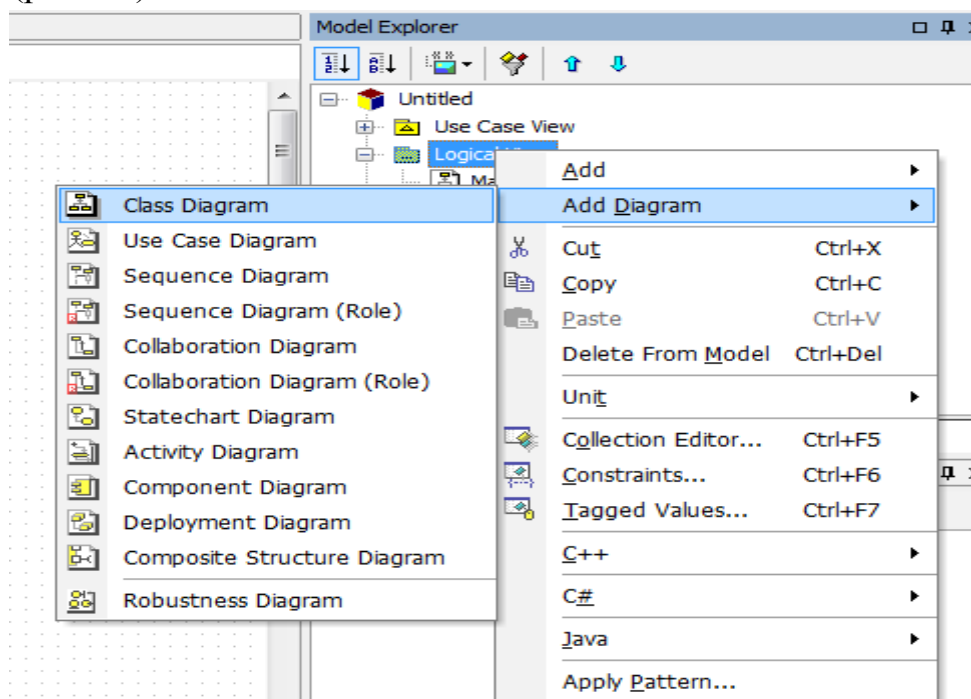 Model Explorer
Untitled
Use Case View
Logical
Ma
Add
Add Diagram
Cut Ctrl+X
Copy Ctrl+C
Paste Ctrl+V
Delete From Model Ctrl+Del
Unit
Collection Editor... Ctrl+F5
Constraints... Ctrl+F6
Tagged Values... Ctrl+F7
C++
C#
Java
Apply Pattern...
Class Diagram
Use Case Diagram
Sequence Diagram
Sequence Diagram (Role)
Collaboration Diagram
Collaboration Diagram (Role)
Statechart Diagram
Activity Diagram
Component Diagram
Deployment Diagram
Composite Structure Diagram
Robustness Diagram